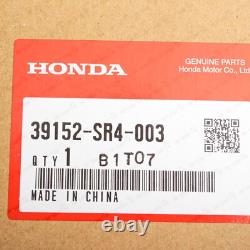 HONDA
GENUINE PARTS
Honda Motor Co., Ltd.
39152-SR4-003
QTY 1 B1T07
MADE IN CHINA